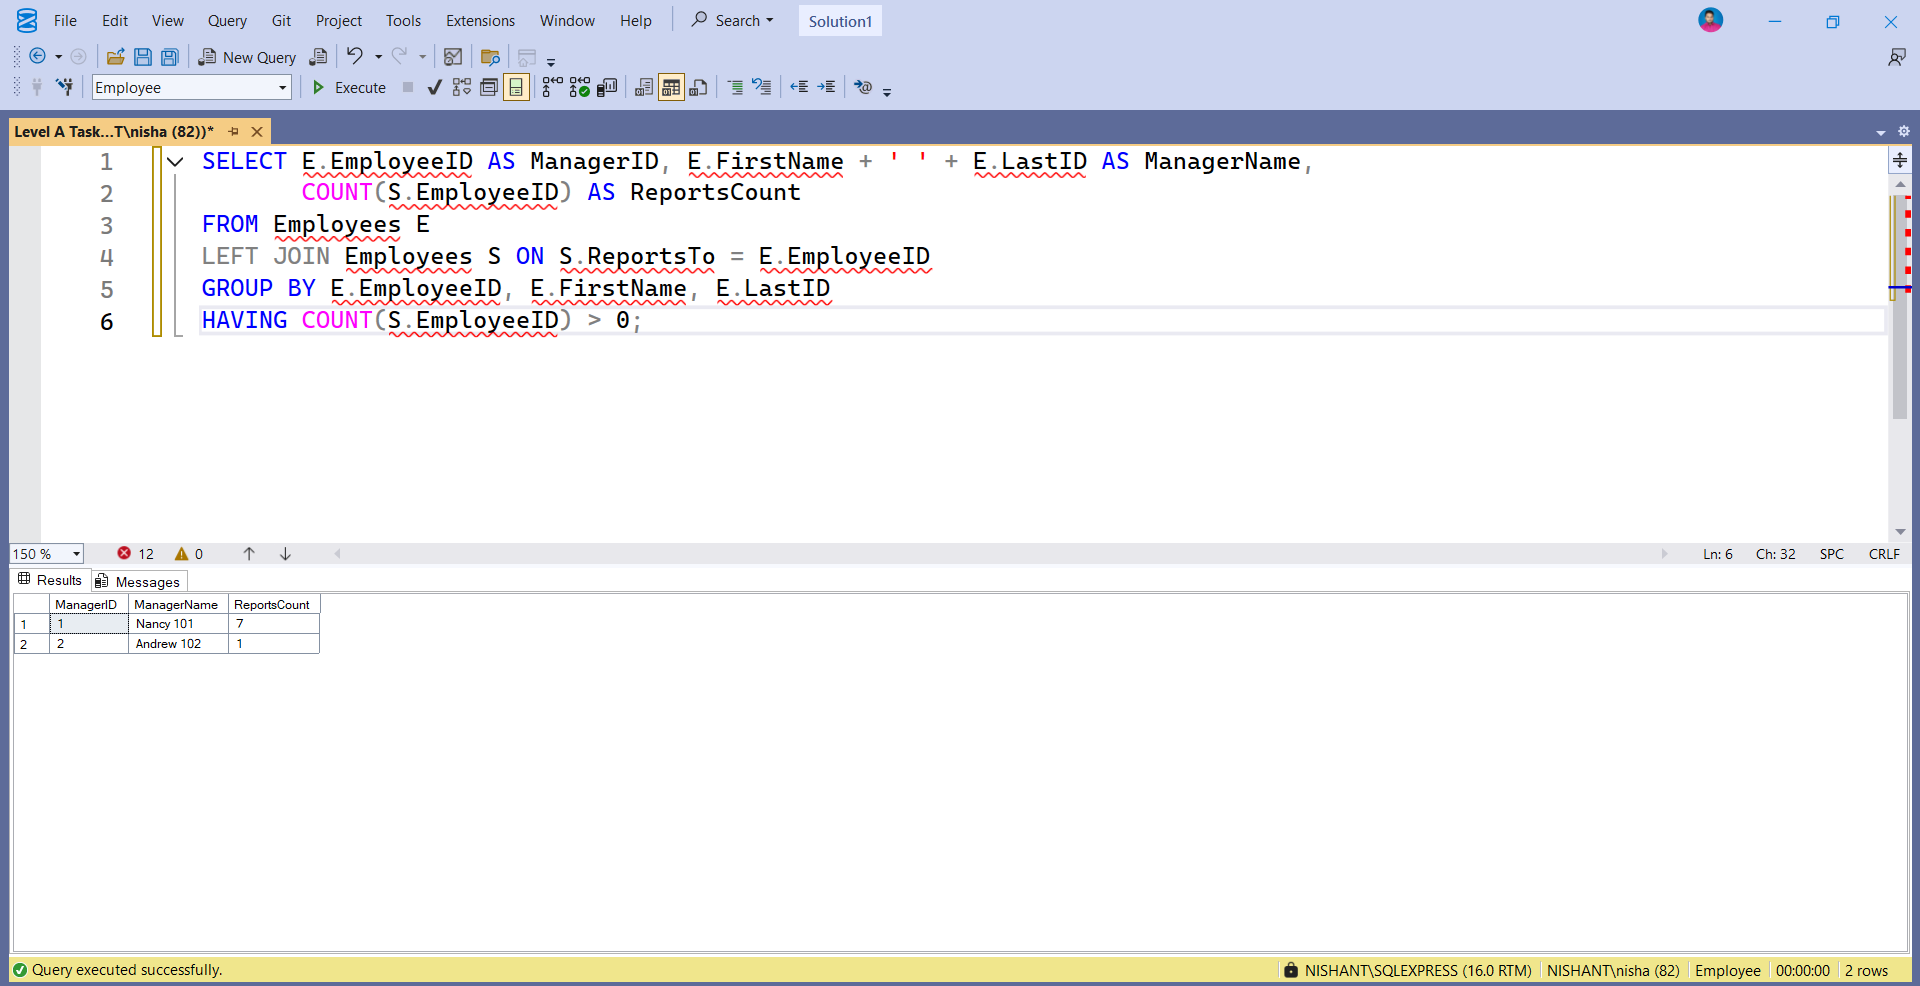 File Edit View Query Git Project Tools Extensions Window Help Search Solution1
New Query
Employee Execute
Level A Task...T\nisha (82))*
1 SELECT E.EmployeeID AS ManagerID, E.FirstName + ' ' + E.LastID AS ManagerName,
2 COUNT(S.EmployeeID) AS ReportsCount
3 FROM Employees E
4 LEFT JOIN Employees S ON S.ReportsTo = E.EmployeeID
5 GROUP BY E.EmployeeID, E.FirstName, E.LastID
6 HAVING COUNT(S.EmployeeID) > 0;
150 % 12 0 Ln: 6 Ch: 32 SPC CRLF
Results Messages
ManagerID ManagerName ReportsCount
1 1 Nancy 101 7
2 2 Andrew 102 1
Query executed successfully. NISHANT\SQLEXPRESS (16.0 RTM) NISHANT\nisha (82) Employee 00:00:00 2 rows